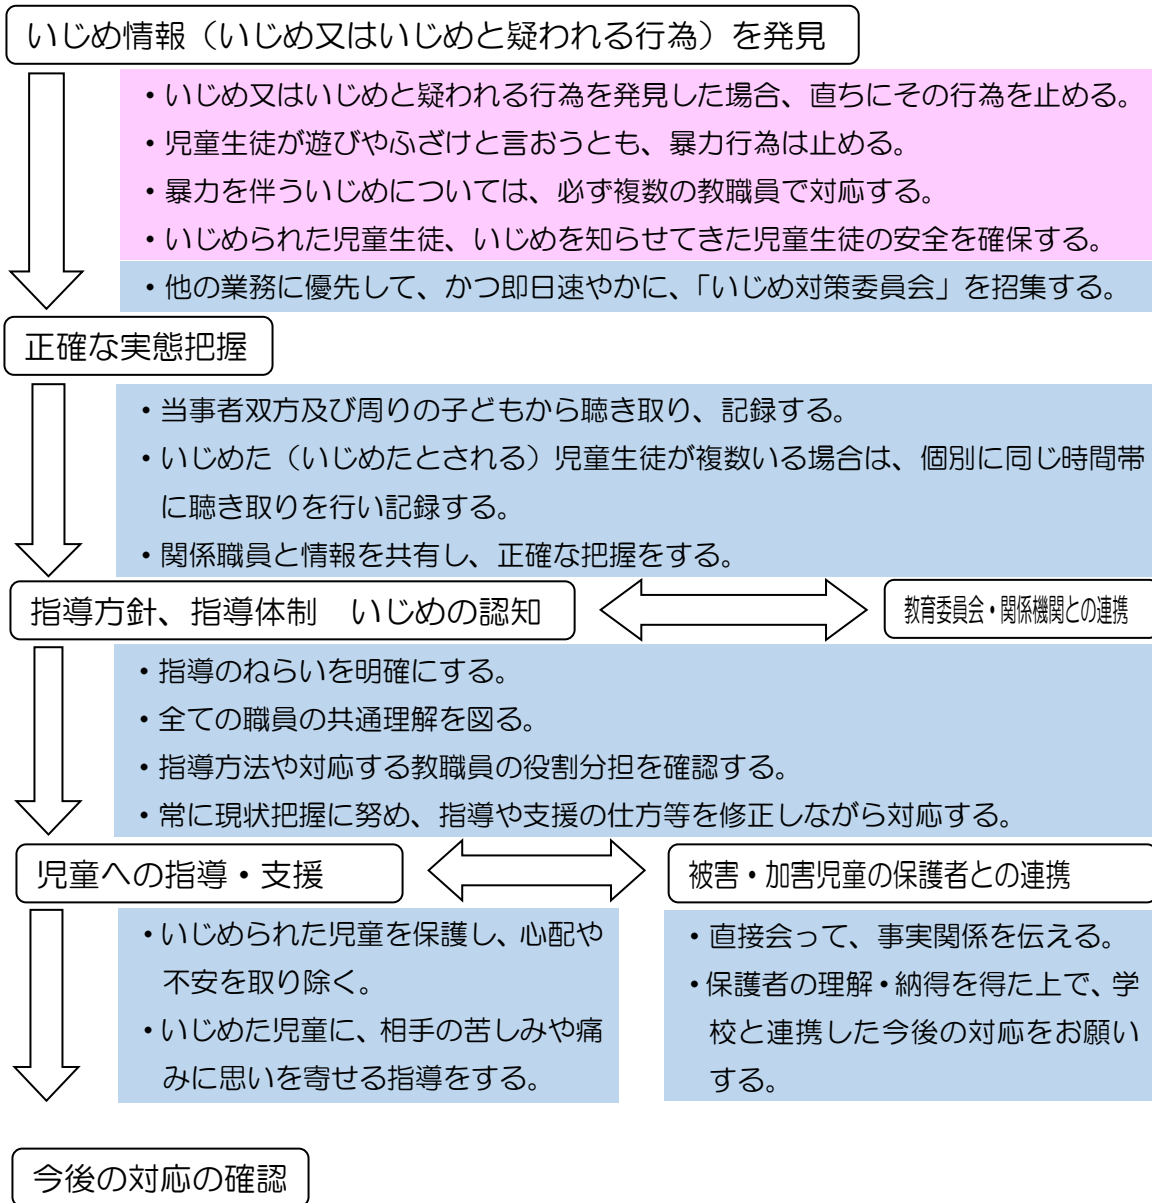 いじめ情報（いじめ又はいじめと疑われる行為）を発見
・いじめ又はいじめと疑われる行為を発見した場合、直ちにその行為を止める。
・児童生徒が遊びやふざけと言おうとも、暴力行為は止める。
・暴力を伴ういじめについては、必ず複数の教職員で対応する。
・いじめられた児童生徒、いじめを知らせてきた児童生徒の安全を確保する。
・他の業務に優先して、かつ即日速やかに、「いじめ対策委員会」を招集する。
正確な実態把握
・当事者双方及び周りの子どもから聴き取り、記録する。
・いじめた（いじめたとされる）児童生徒が複数いる場合は、個別に同じ時間帯
に聴き取りを行い記録する。
・関係職員と情報を共有し、正確な把握をする。
指導方針、指導体制　いじめの認知
教育委員会・関係機関との連携
・指導のねらいを明確にする。
・全ての職員の共通理解を図る。
・指導方法や対応する教職員の役割分担を確認する。
・常に現状把握に努め、指導や支援の仕方等を修正しながら対応する。
児童への指導・支援
被害・加害児童の保護者との連携
・いじめられた児童を保護し、心配や
不安を取り除く。
・いじめた児童に、相手の苦しみや痛
みに思いを寄せる指導をする。
・直接会って、事実関係を伝える。
・保護者の理解・納得を得た上で、学
校と連携した今後の対応をお願い
する。
今後の対応の確認